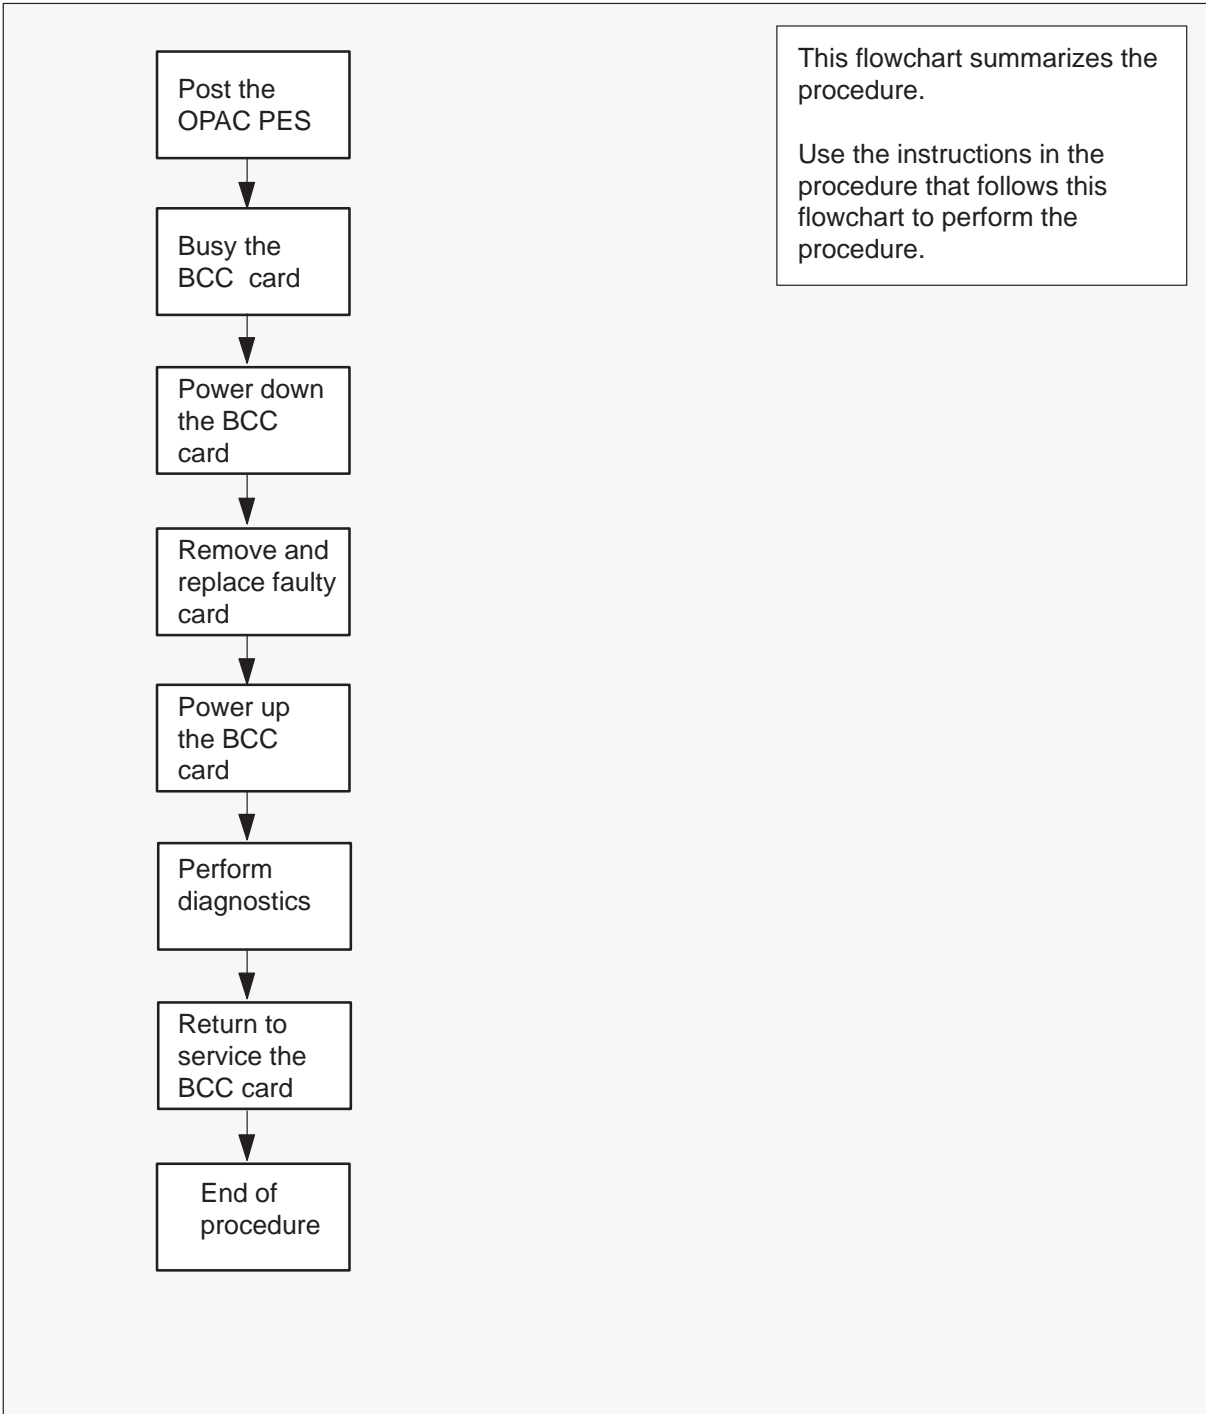 Post the
OPAC PES
Busy the
BCC card
Power down
the BCC
card
Remove and
replace faulty
card
Power up
the BCC
card
Perform
diagnostics
Return to
service the
BCC card
End of
procedure
This flowchart summarizes the
procedure.
Use the instructions in the
procedure that follows this
flowchart to perform the
procedure.